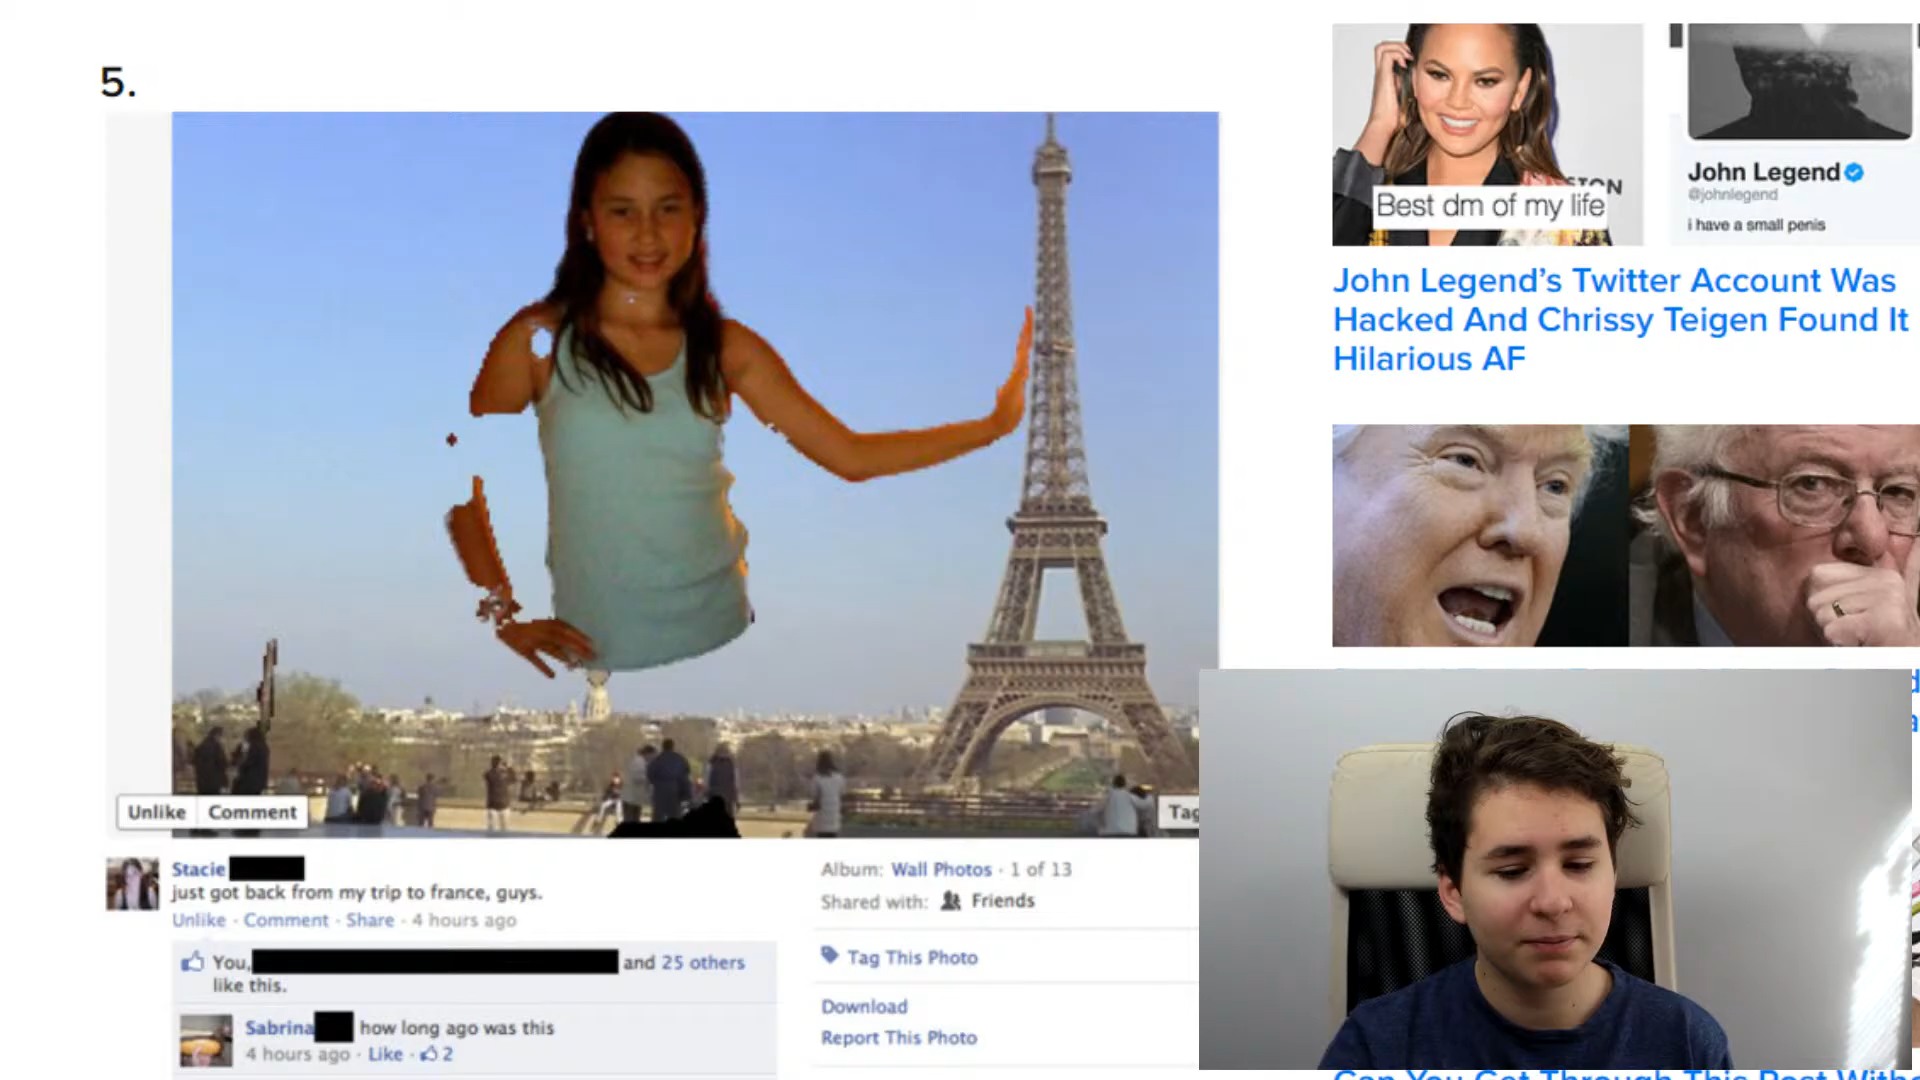 5.
Unlike Comment
Tag
Stacie
just got back from my trip to france, guys.
Unlike · Comment · Share · 4 hours ago
You, and 25 others
like this.
Sabrina how long ago was this
4 hours ago · Like · 2
Album: Wall Photos · 1 of 13
Shared with: Friends
Tag This Photo
Download
Report This Photo
Best dm of my life
John Legend
@johnlegend
i have a small penis
John Legend’s Twitter Account Was
Hacked And Chrissy Teigen Found It
Hilarious AF
Can You Get Through This Post